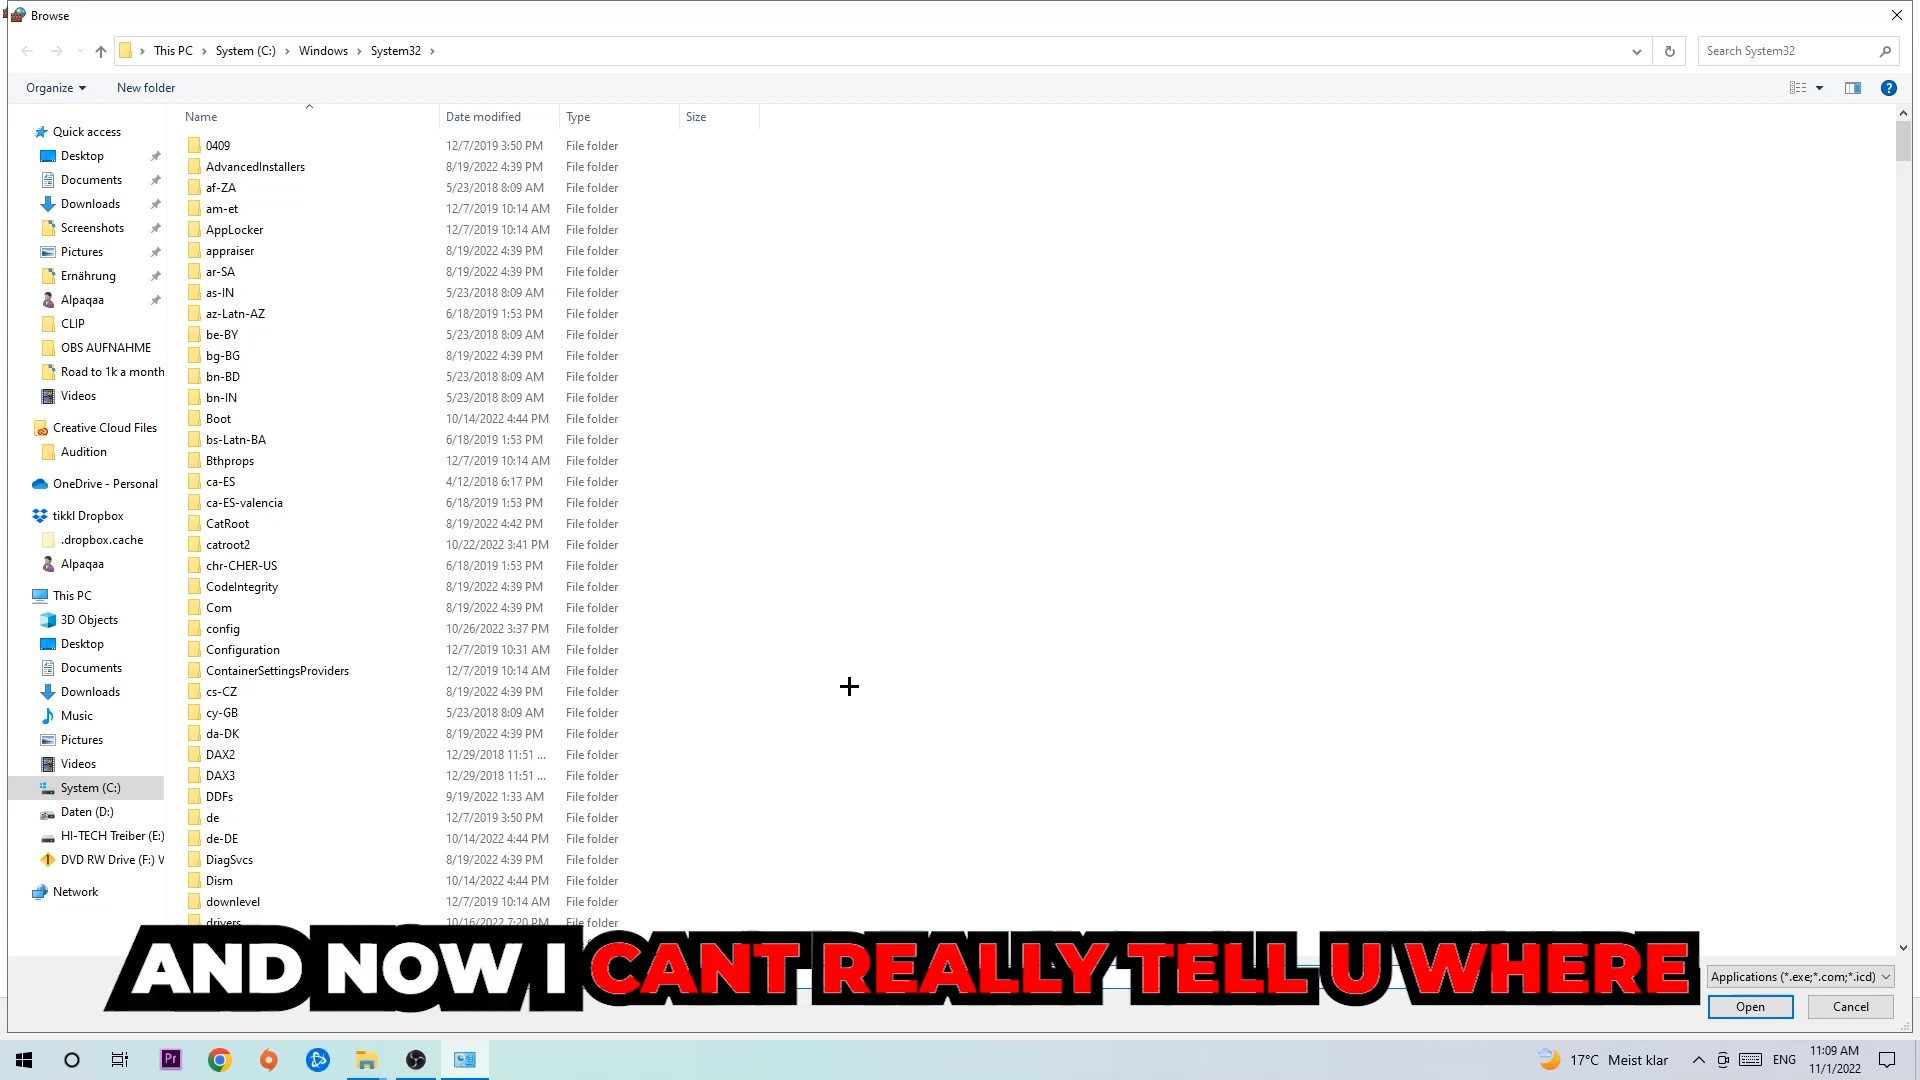 Browse
This PC > System (C:) > Windows > System32 >
Search System32
Organize
New folder
Name
Date modified
Type
Size
Quick access
Desktop
Documents
Downloads
Screenshots
Pictures
Ernährung
Alpaqaa
CLIP
OBS AUFNAHME
Road to 1k a month
Videos
Creative Cloud Files
Audition
OneDrive - Personal
tikkl Dropbox
.dropbox.cache
Alpaqaa
This PC
3D Objects
Desktop
Documents
Downloads
Music
Pictures
Videos
System (C:)
Daten (D:)
HI-TECH Treiber (E:)
DVD RW Drive (F:) V
Network
0409 12/7/2019 3:50 PM File folder
AdvancedInstallers 8/19/2022 4:39 PM File folder
af-ZA 5/23/2018 8:09 AM File folder
am-et 12/7/2019 10:14 AM File folder
AppLocker 12/7/2019 10:14 AM File folder
appraiser 8/19/2022 4:39 PM File folder
ar-SA 8/19/2022 4:39 PM File folder
as-IN 5/23/2018 8:09 AM File folder
az-Latn-AZ 6/18/2019 1:53 PM File folder
be-BY 5/23/2018 8:09 AM File folder
bg-BG 8/19/2022 4:39 PM File folder
bn-BD 5/23/2018 8:09 AM File folder
bn-IN 5/23/2018 8:09 AM File folder
Boot 10/14/2022 4:44 PM File folder
bs-Latn-BA 6/18/2019 1:53 PM File folder
Bthprops 12/7/2019 10:14 AM File folder
ca-ES 4/12/2018 6:17 PM File folder
ca-ES-valencia 6/18/2019 1:53 PM File folder
CatRoot 8/19/2022 4:42 PM File folder
catroot2 10/22/2022 3:41 PM File folder
chr-CHER-US 6/18/2019 1:53 PM File folder
CodeIntegrity 8/19/2022 4:39 PM File folder
Com 8/19/2022 4:39 PM File folder
config 10/26/2022 3:37 PM File folder
Configuration 12/7/2019 10:31 AM File folder
ContainerSettingsProviders 12/7/2019 10:14 AM File folder
cs-CZ 8/19/2022 4:39 PM File folder
cy-GB 5/23/2018 8:09 AM File folder
da-DK 8/19/2022 4:39 PM File folder
DAX2 12/29/2018 11:51 ... File folder
DAX3 12/29/2018 11:51 ... File folder
DDFs 9/19/2022 1:33 AM File folder
de 12/7/2019 3:50 PM File folder
de-DE 10/14/2022 4:44 PM File folder
DiagSvcs 8/19/2022 4:39 PM File folder
Dism 10/14/2022 4:44 PM File folder
downlevel 12/7/2019 10:14 AM File folder
drivers 10/16/2022 7:20 PM File folder
AND NOW I CANT REALLY TELL U WHERE
Applications (*.exe;*.com;*.icd)
Open
Cancel
Pr
17°C Meist klar
ENG
11:09 AM
11/1/2022